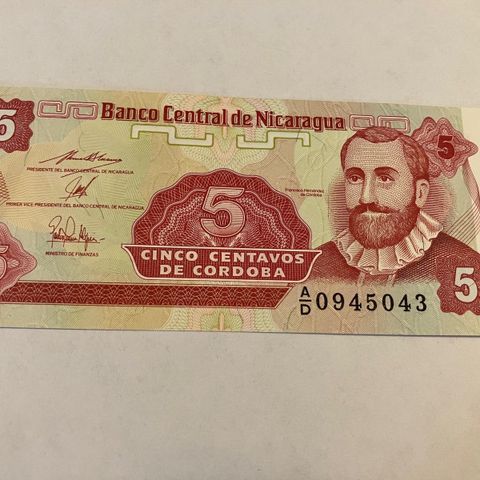 5
Banco Central de Nicaragua
5
PRESIDENTE DEL BANCO CENTRAL DE NICARAGUA
PRIMER VICE PRESIDENTE DEL BANCO CENTRAL DE NICARAGUA
MINISTRO DE FINANZAS
5
CINCO CENTAVOS
DE CORDOBA
Francisco Hernández
de Córdoba
5
5
A/D 0945043